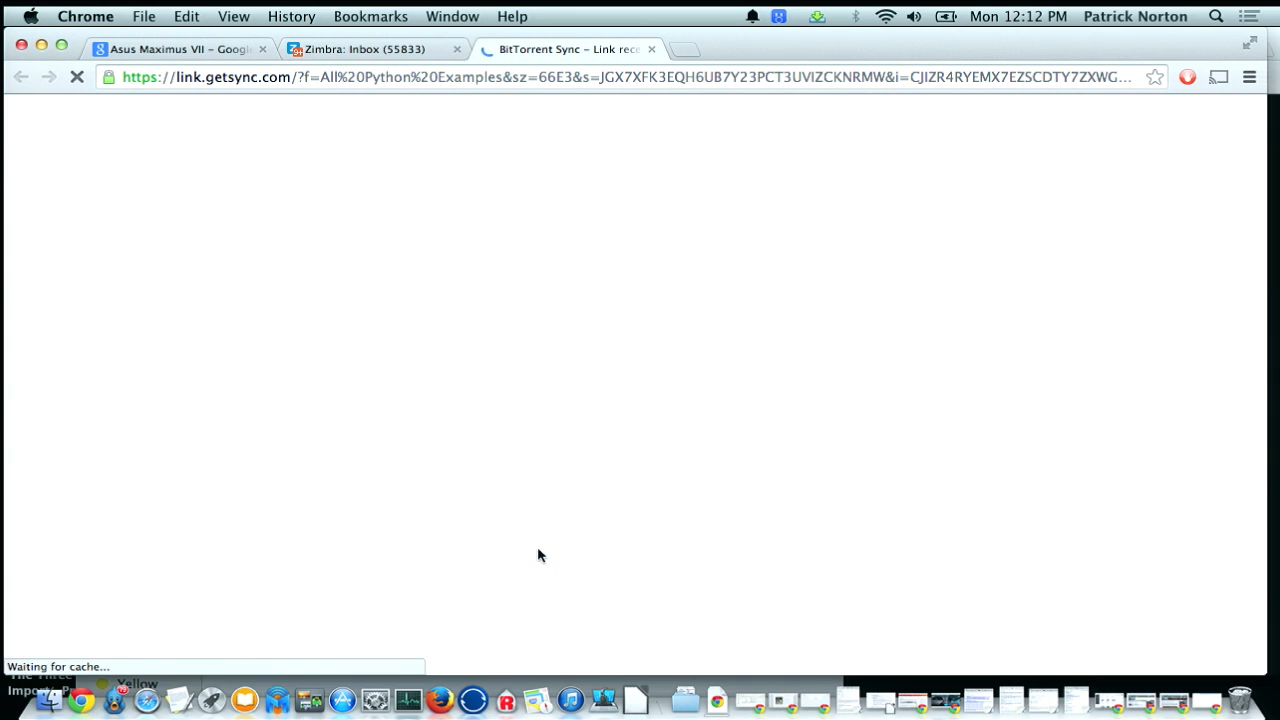 Chrome File Edit View History Bookmarks Window Help Mon 12:12 PM Patrick Norton
Asus Maximus VII – Googl Zimbra: Inbox (55833) BitTorrent Sync – Link rece
https://link.getsync.com/?f=All%20Python%20Examples&sz=66E3&s=JGX7XFK3EQH6UB7Y23PCT3UVIZCKNRMW&i=CJIZR4RYEMX7EZSCDTY7ZXWG...
Waiting for cache...
Yellow